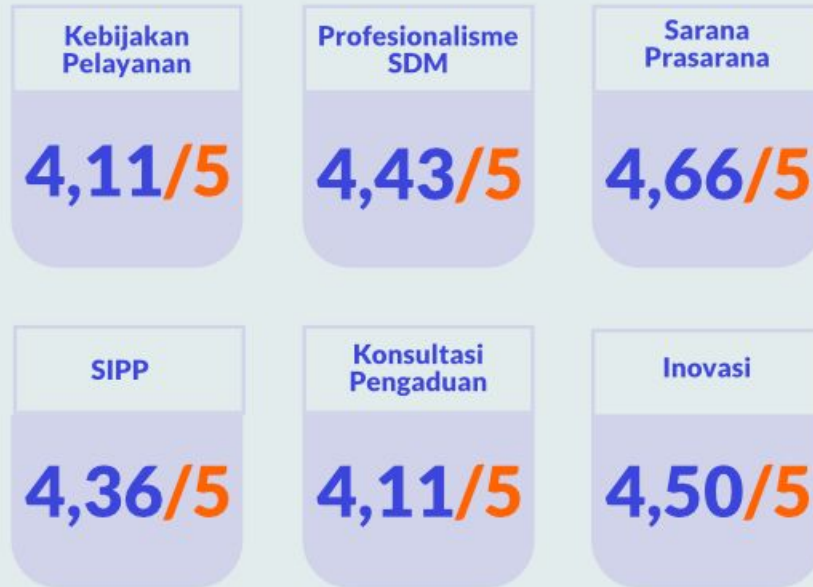 Kebijakan
Pelayanan
4,11/5
Profesionalisme
SDM
4,43/5
Sarana
Prasarana
4,66/5
SIPP
4,36/5
Konsultasi
Pengaduan
4,11/5
Inovasi
4,50/5